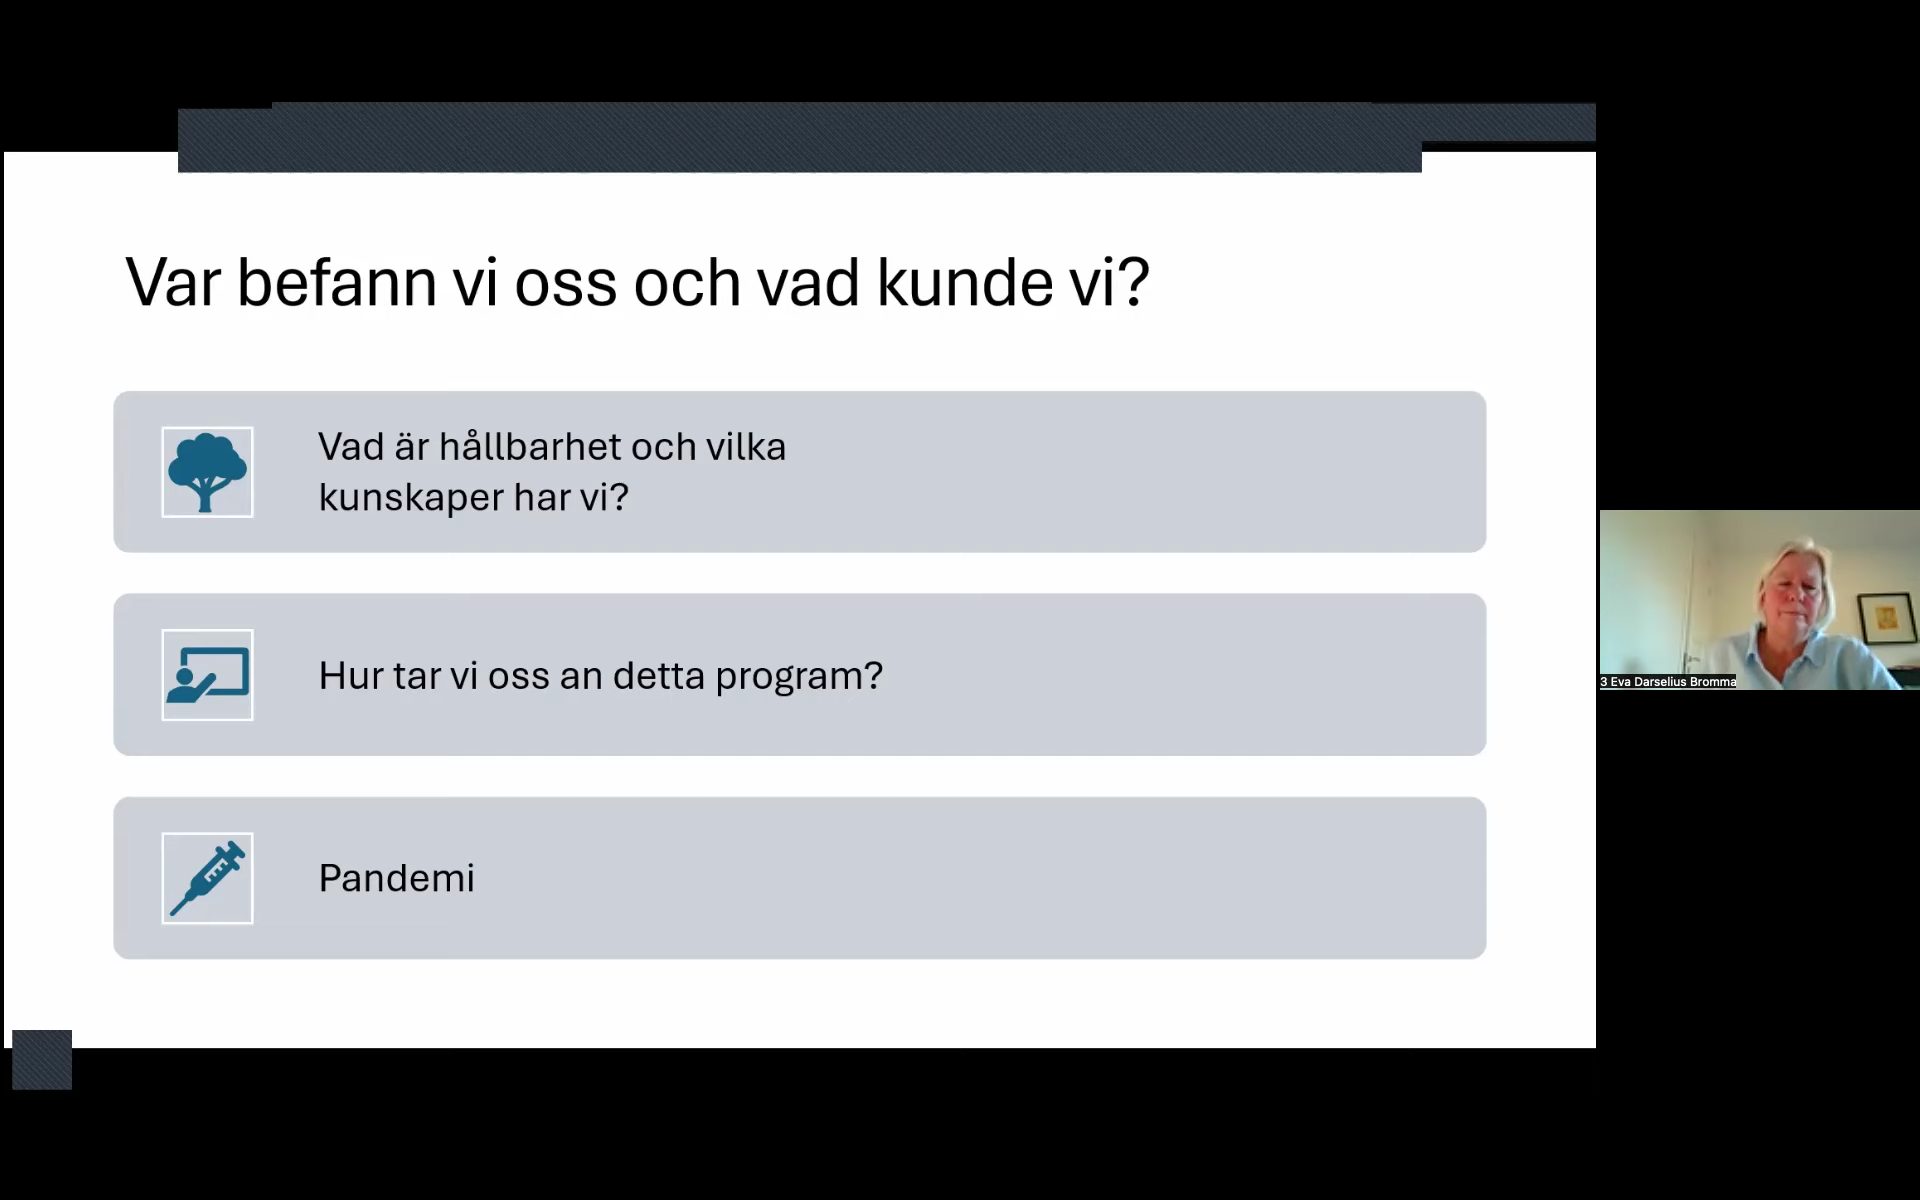 Var befann vi oss och vad kunde vi?
Vad är hållbarhet och vilka
kunskaper har vi?
Hur tar vi oss an detta program?
Pandemi
3 Eva Darselius Bromma